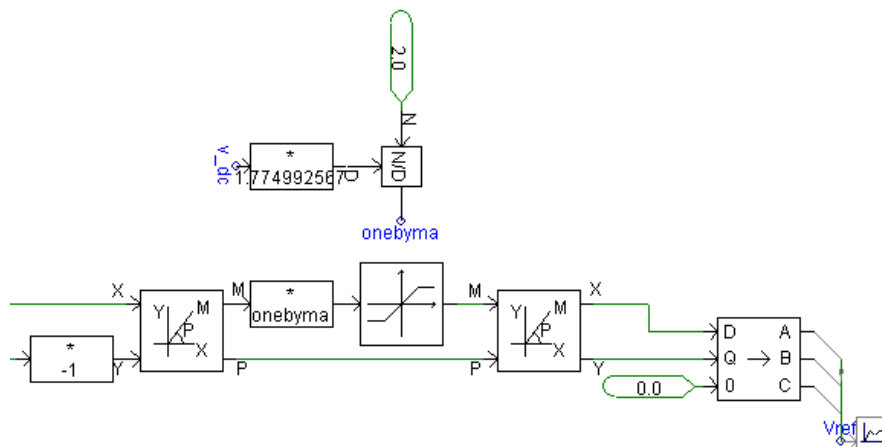 2.0
N
v_dc
*
1.774992567
D
N/D
onebyma
X
Y
M
P
X
M
*
onebyma
M
Y
M
P
X
X
D
A
*
-1
Y
P
P
Y
Q
B
0.0
0
C
Vref